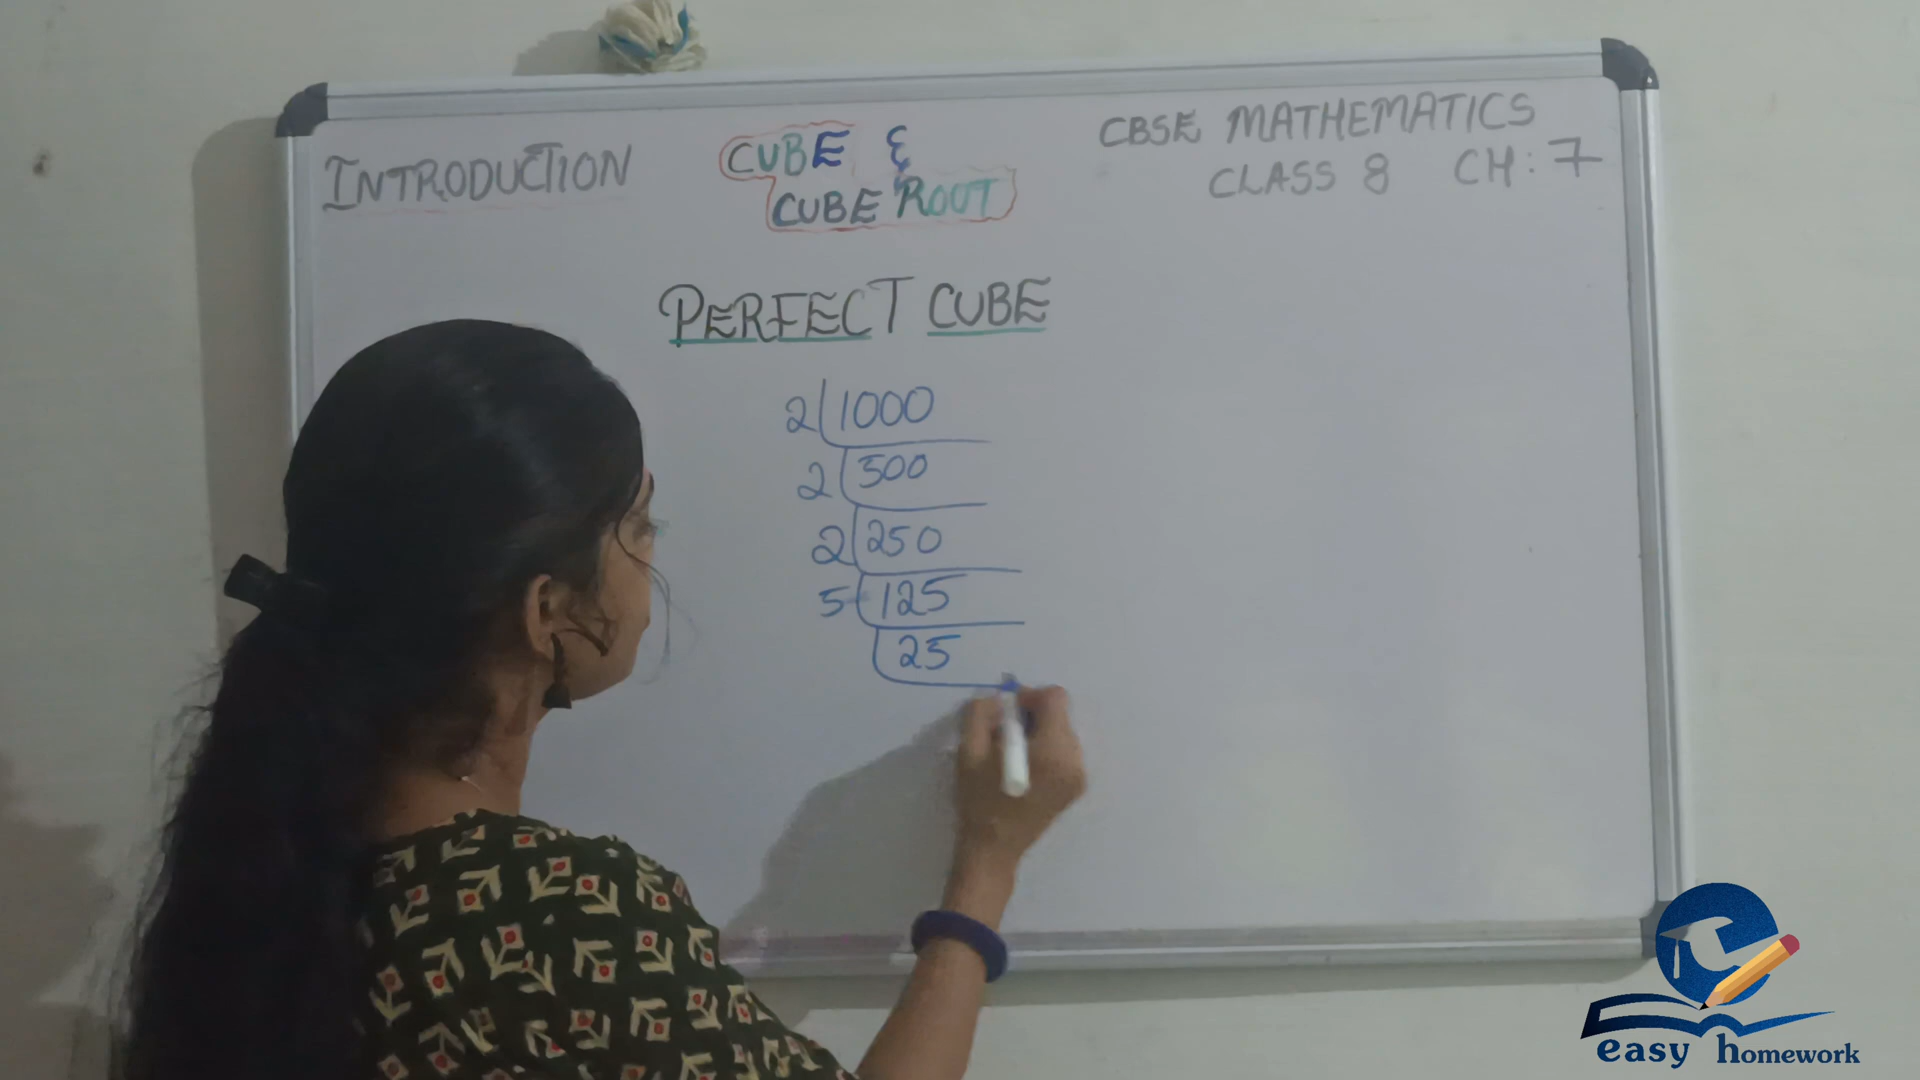 INTRODUCTION
CUBE &
CUBE ROOT
CBSE MATHEMATICS
CLASS 8 CH: 7
PERFECT CUBE
2 1000
2 500
2 250
5 125
25
easy homework